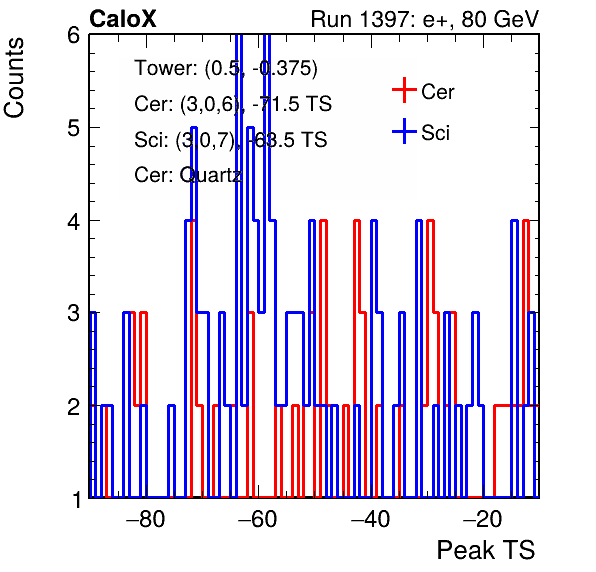 CaloX Run 1397: e+, 80 GeV
Counts
Tower: (0.5, -0.375)
Cer: (3,0,6), -71.5 TS
Sci: (3,0,7), -63.5 TS
Cer: Quartz
Cer
Sci
6
5
4
3
2
1
−80 −60 −40 −20
Peak TS